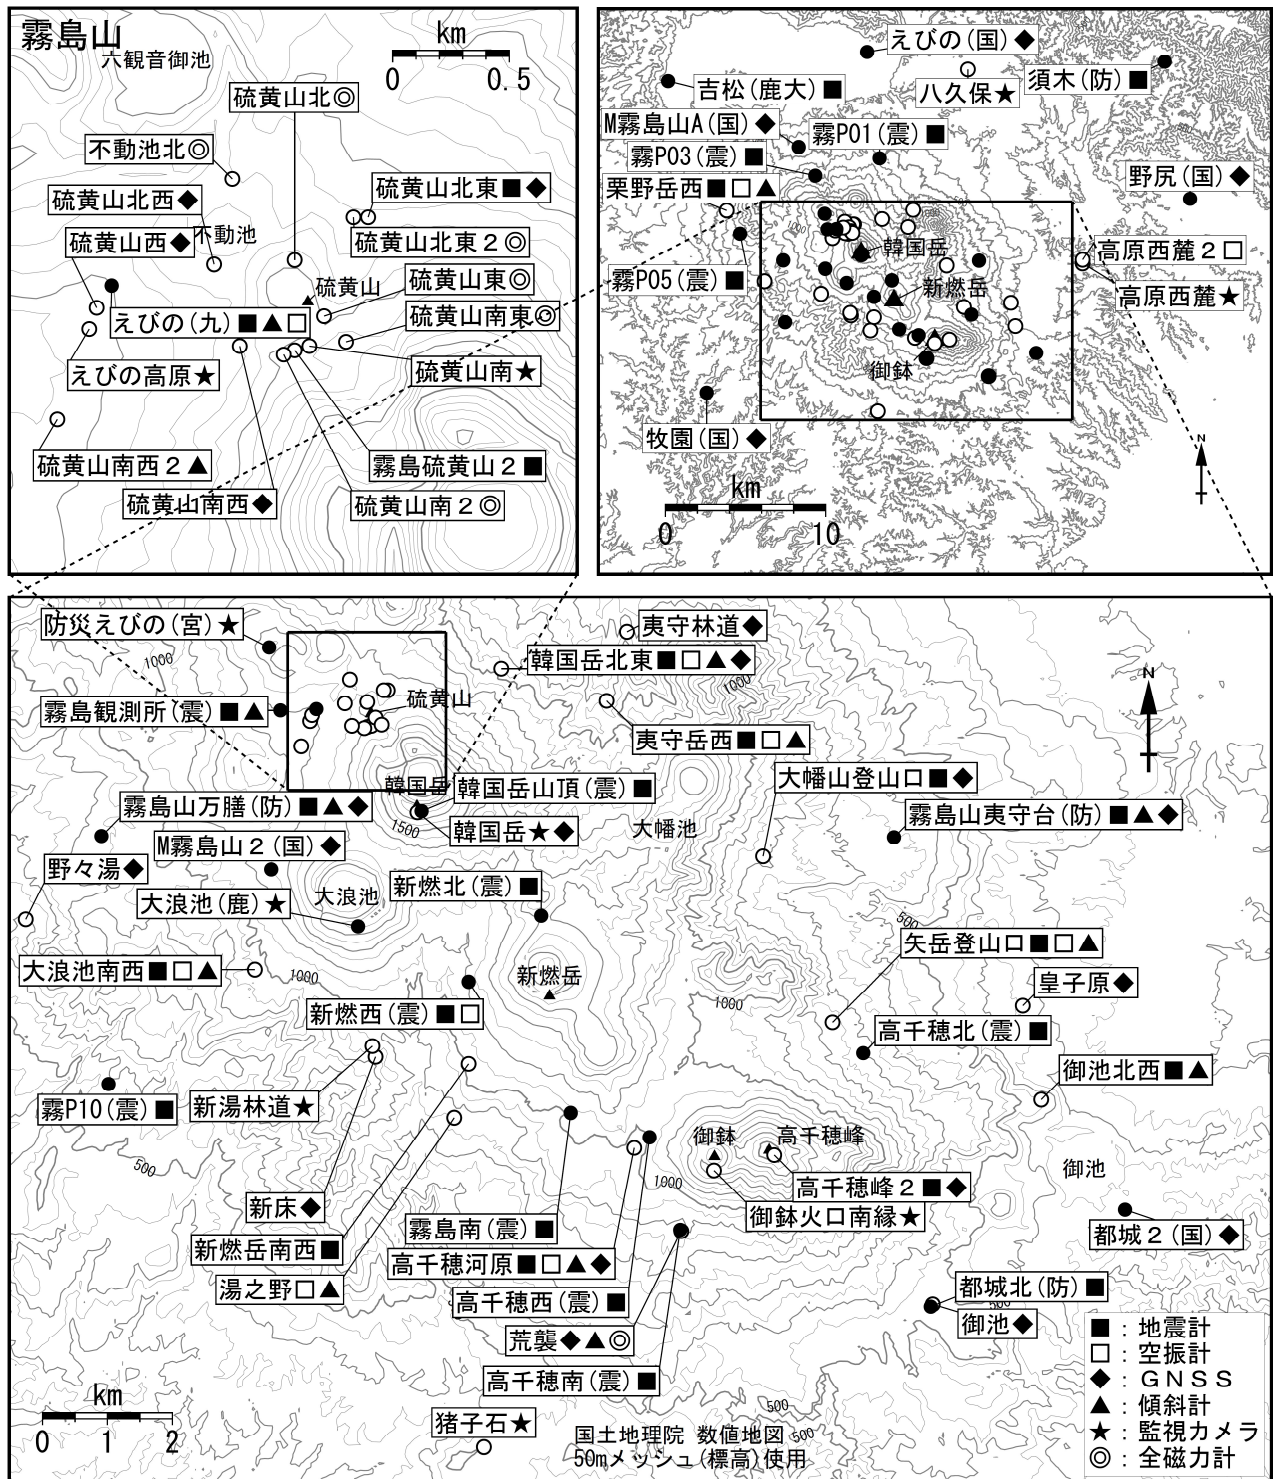 霧島山
六観音御池
km
0 0.5
硫黄山北◎
不動池北◎
硫黄山北西◆
硫黄山北東■◆
不動池
硫黄山西◆
硫黄山北東２◎
硫黄山東◎
硫黄山
えびの(九)■▲□
硫黄山南東◎
えびの高原★
硫黄山南★
硫黄山南西２▲
霧島硫黄山２■
硫黄山南西◆
硫黄山南２◎
えびの(国)◆
吉松(鹿大)■
八久保★
須木(防)■
M霧島山A(国)◆
霧P01(震)■
霧P03(震)■
栗野岳西■□▲
野尻(国)◆
1000
韓国岳
高原西麓２□
霧P05(震)■
新燃岳
高原西麓★
御鉢
牧園(国)◆
N
km
0 10
防災えびの(宮)★
夷守林道◆
1000
韓国岳北東■□▲◆
1000
霧島観測所(震)■▲
硫黄山
夷守岳西■□▲
N
韓国岳
韓国岳山頂(震)■
大幡山登山口■◆
霧島山万膳(防)■▲◆
1500
韓国岳★◆
大幡池
霧島山夷守台(防)■▲◆
M霧島山２(国)◆
野々湯◆
大浪池
新燃北(震)■
大浪池(鹿)★
500
矢岳登山口■□▲
大浪池南西■□▲
1000
新燃岳
皇子原◆
1000
新燃西(震)■□
高千穂北(震)■
御池北西■▲
霧P10(震)■
新湯林道★
500
御鉢
高千穂峰
御池
1000
高千穂峰２■◆
新床◆
御鉢火口南縁★
霧島南(震)■
都城２(国)◆
新燃岳南西■
高千穂河原■□▲◆
湯之野□▲
高千穂西(震)■
都城北(防)■
500
荒襲◆▲◎
御池◆
高千穂南(震)■
■：地震計
□：空振計
◆：ＧＮＳＳ
▲：傾斜計
★：監視カメラ
◎：全磁力計
km
0 1 2
猪子石★
500
国土地理院 数値地図
500
50mメッシュ(標高)使用